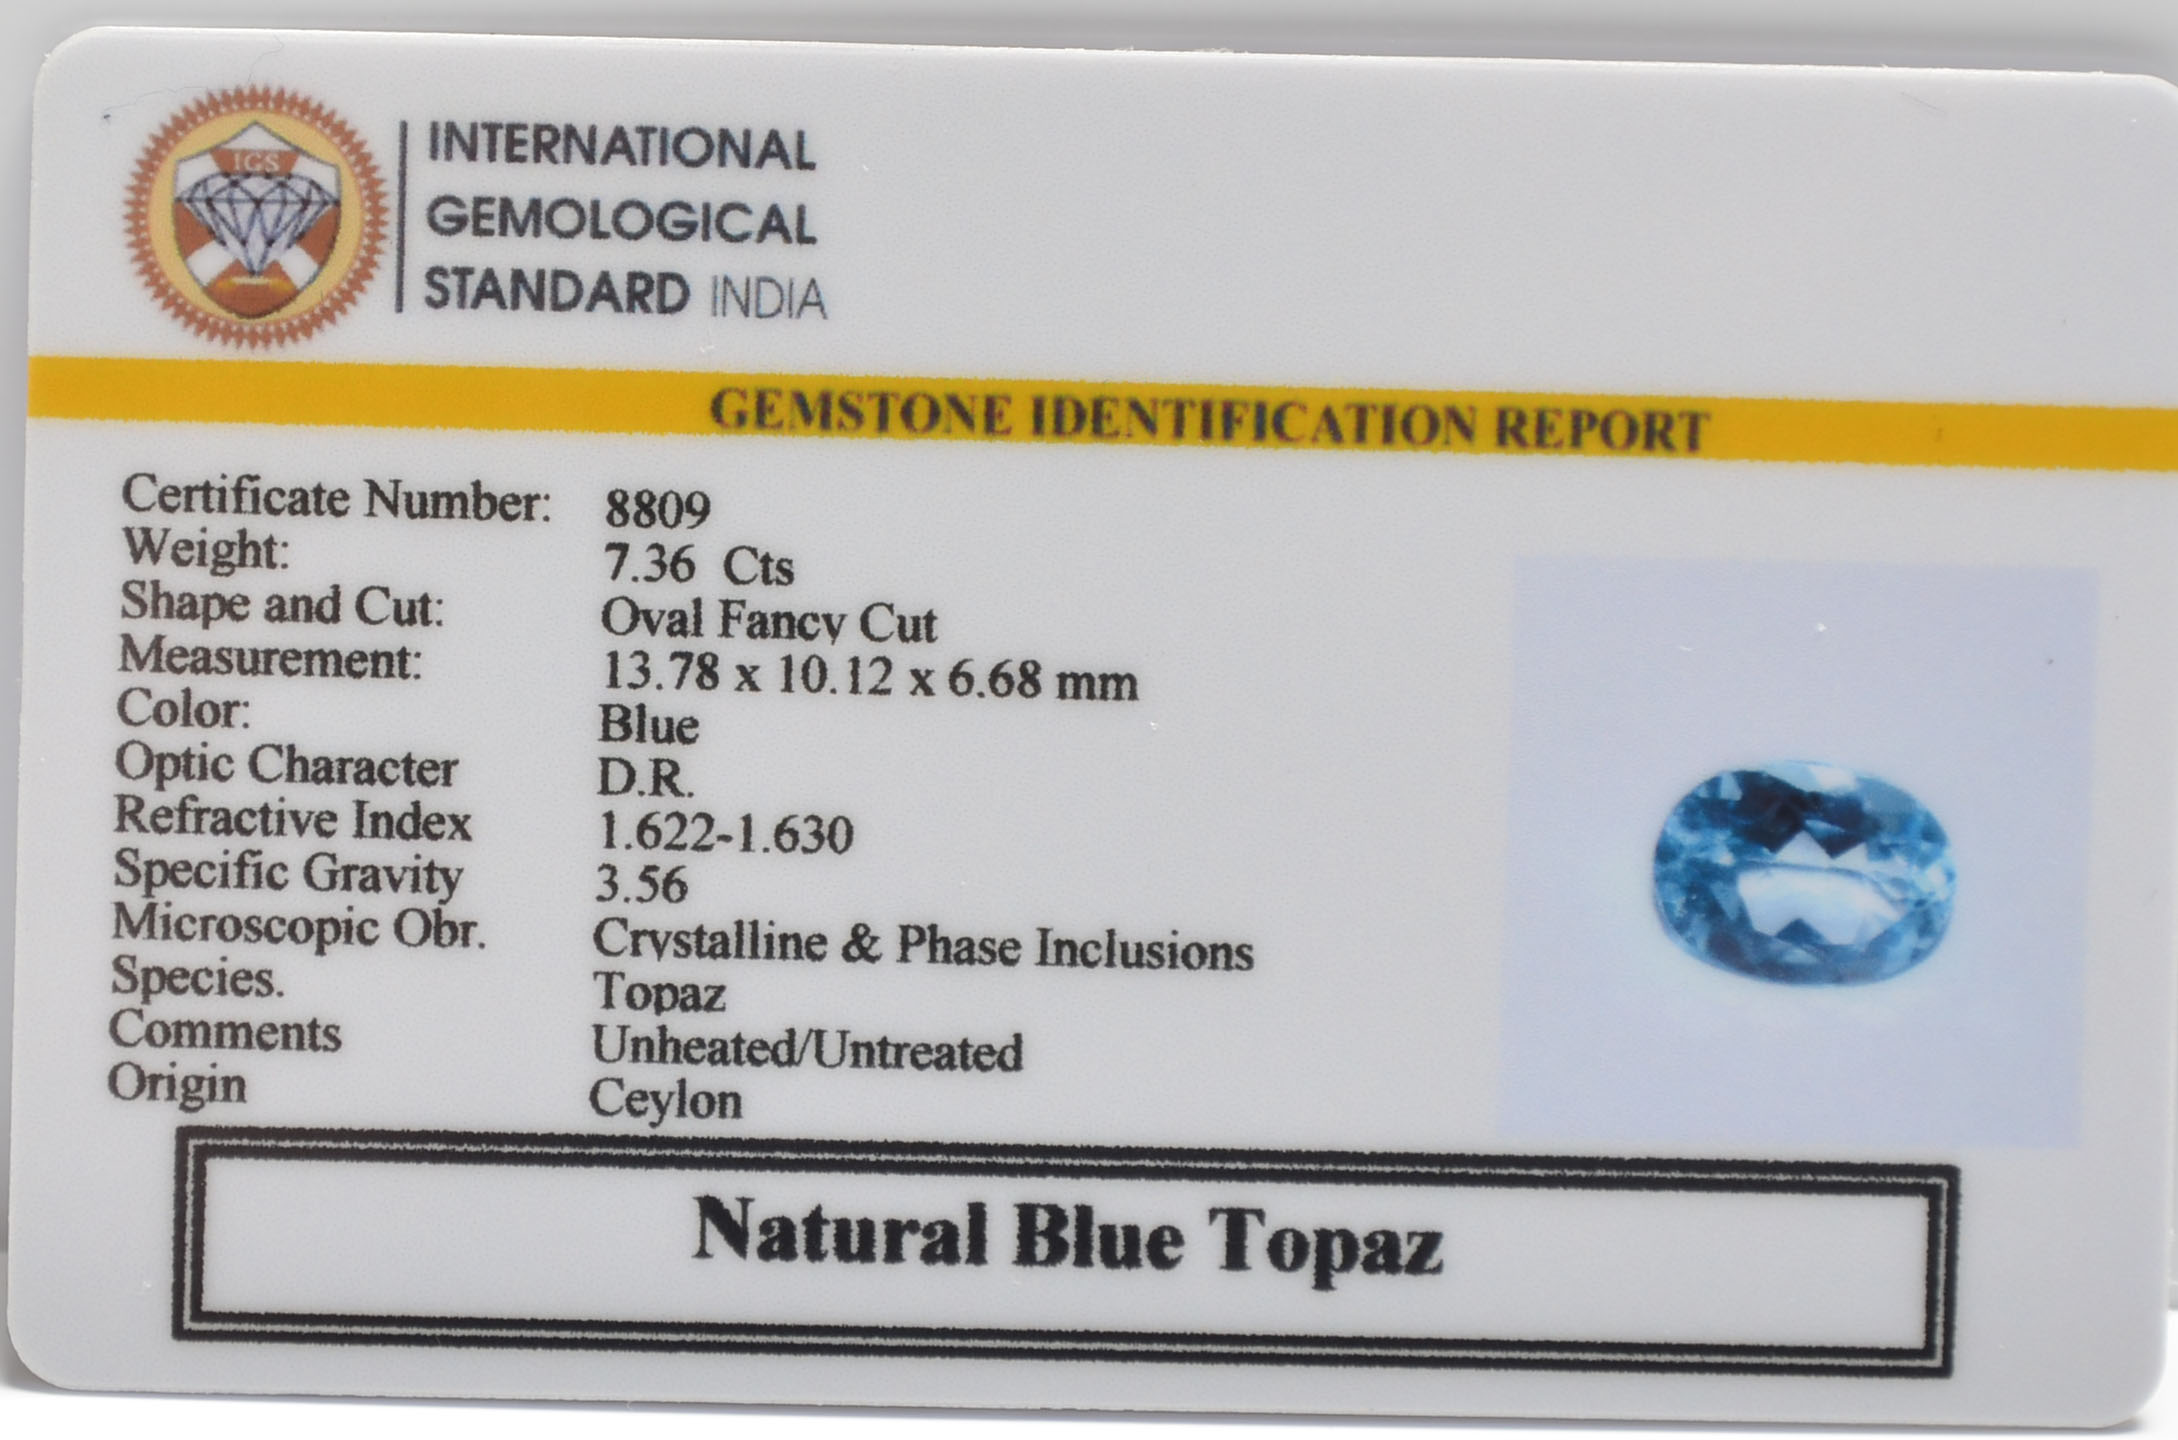 IGS
INTERNATIONAL
GEMOLOGICAL
STANDARD INDIA
GEMSTONE IDENTIFICATION REPORT
Certificate Number: 8809
Weight: 7.36 Cts
Shape and Cut: Oval Fancy Cut
Measurement: 13.78 x 10.12 x 6.68 mm
Color: Blue
Optic Character D.R.
Refractive Index 1.622-1.630
Specific Gravity 3.56
Microscopic Obr. Crystalline & Phase Inclusions
Species. Topaz
Comments Unheated/Untreated
Origin Ceylon
Natural Blue Topaz